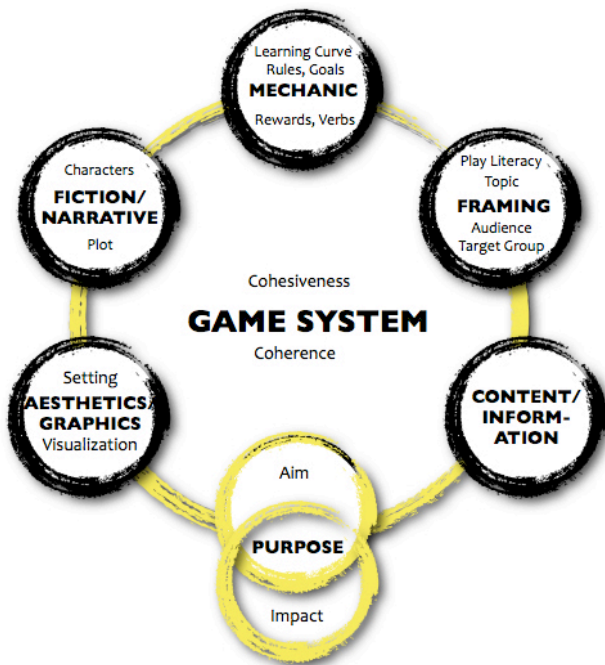 Learning Curve
Rules, Goals
MECHANIC
Rewards, Verbs
Characters
FICTION/
NARRATIVE
Plot
Play Literacy
Topic
FRAMING
Audience
Target Group
Cohesiveness
GAME SYSTEM
Coherence
Setting
AESTHETICS/
GRAPHICS
Visualization
CONTENT/
INFORM-
ATION
Aim
PURPOSE
Impact